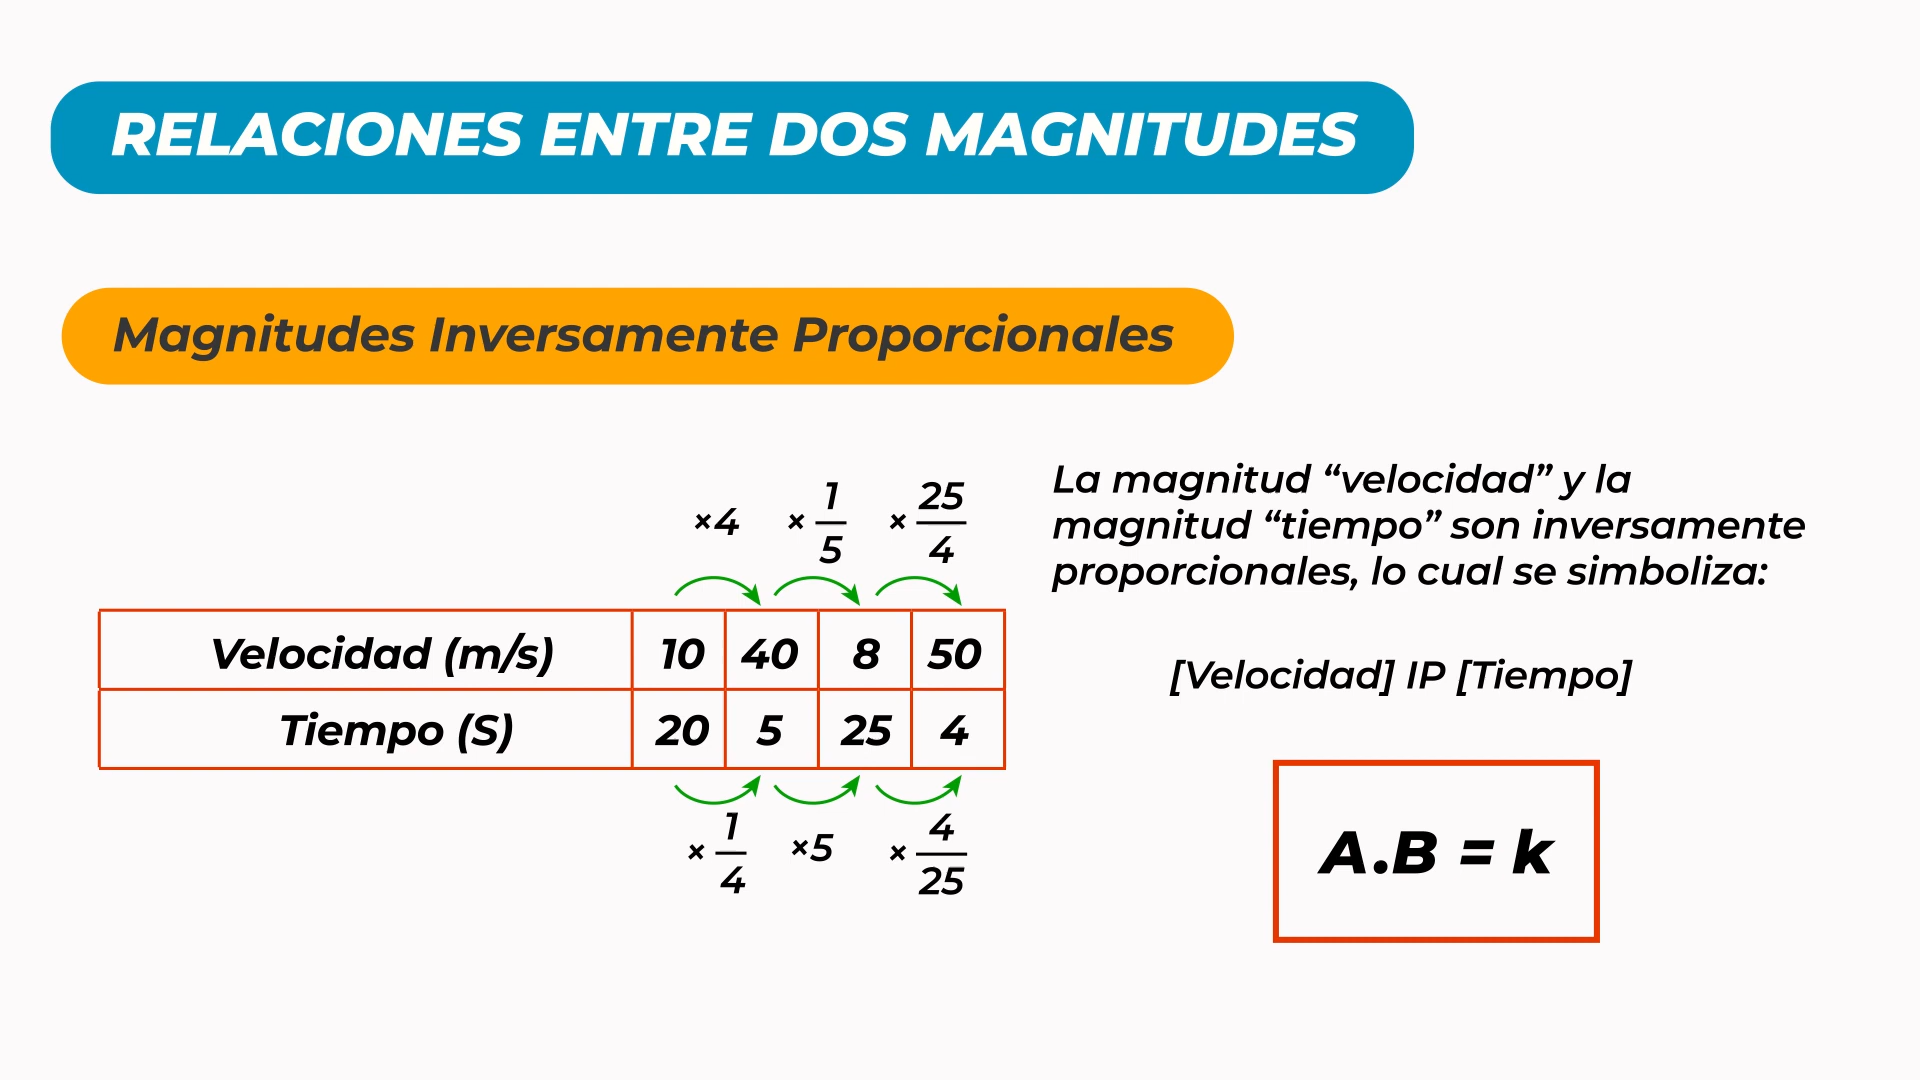 RELACIONES ENTRE DOS MAGNITUDES
Magnitudes Inversamente Proporcionales
×4 × 1/5 × 25/4
Velocidad (m/s) 10 40 8 50
Tiempo (S) 20 5 25 4
× 1/4 ×5 × 4/25
La magnitud “velocidad” y la
magnitud “tiempo” son inversamente
proporcionales, lo cual se simboliza:
[Velocidad] IP [Tiempo]
A.B = k